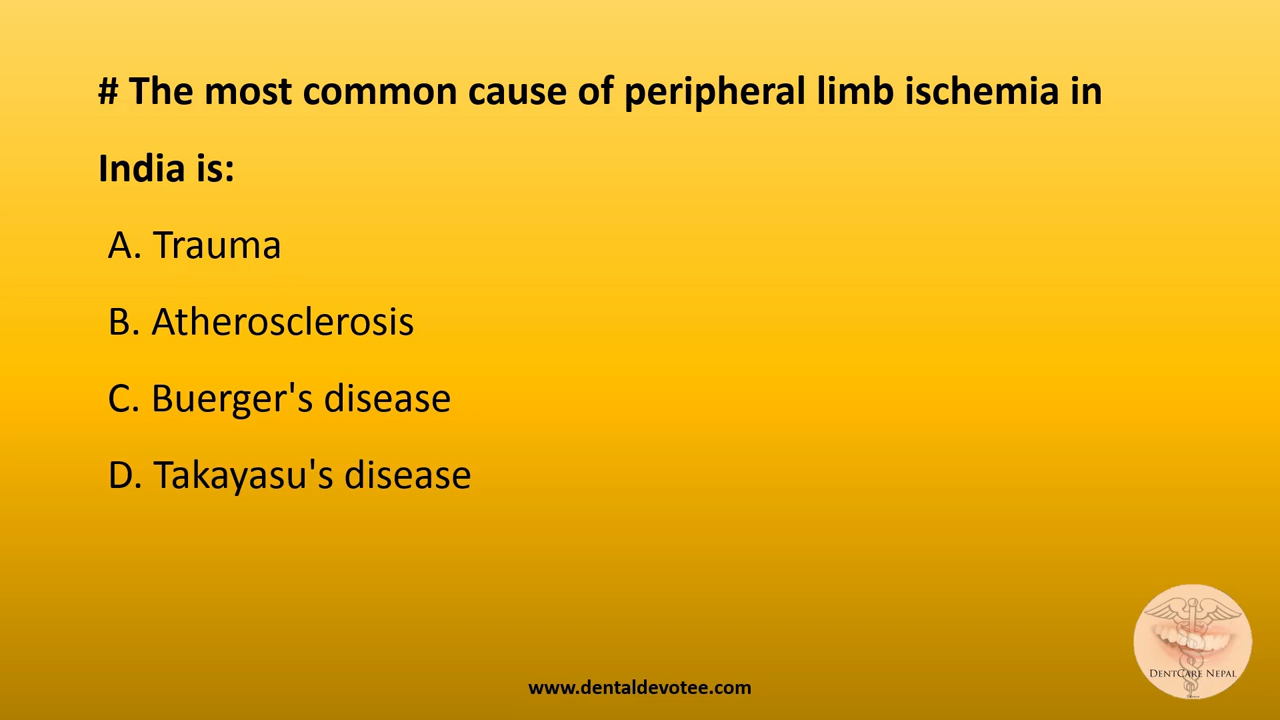 # The most common cause of peripheral limb ischemia in
India is:
A. Trauma
B. Atherosclerosis
C. Buerger's disease
D. Takayasu's disease
DentCare Nepal
www.dentaldevotee.com